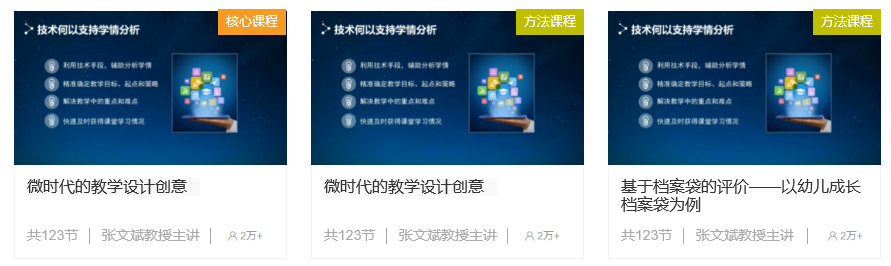 技术何以支持学情分析
核心课程
利用技术手段，辅助分析学情
精准确定教学目标、起点和策略
解决教学中的重点和难点
快速及时获得课堂学习情况
微时代的教学设计创意
共123节
张文斌教授主讲
2万+
技术何以支持学情分析
方法课程
利用技术手段，辅助分析学情
精准确定教学目标、起点和策略
解决教学中的重点和难点
快速及时获得课堂学习情况
微时代的教学设计创意
共123节
张文斌教授主讲
2万+
技术何以支持学情分析
方法课程
利用技术手段，辅助分析学情
精准确定教学目标、起点和策略
解决教学中的重点和难点
快速及时获得课堂学习情况
基于档案袋的评价——以幼儿成长
档案袋为例
共123节
张文斌教授主讲
2万+